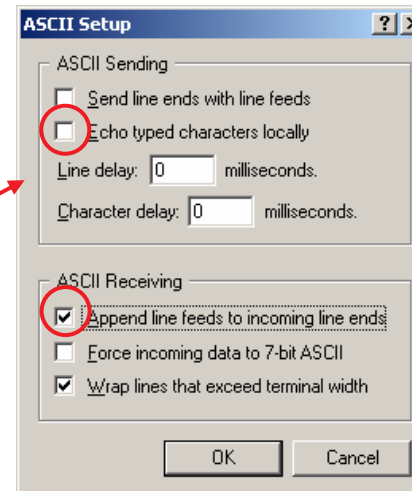 ASCII Setup
ASCII Sending
Send line ends with line feeds
Echo typed characters locally
Line delay: 0 milliseconds.
Character delay: 0 milliseconds.
ASCII Receiving
Append line feeds to incoming line ends
Force incoming data to 7-bit ASCII
Wrap lines that exceed terminal width
OK Cancel